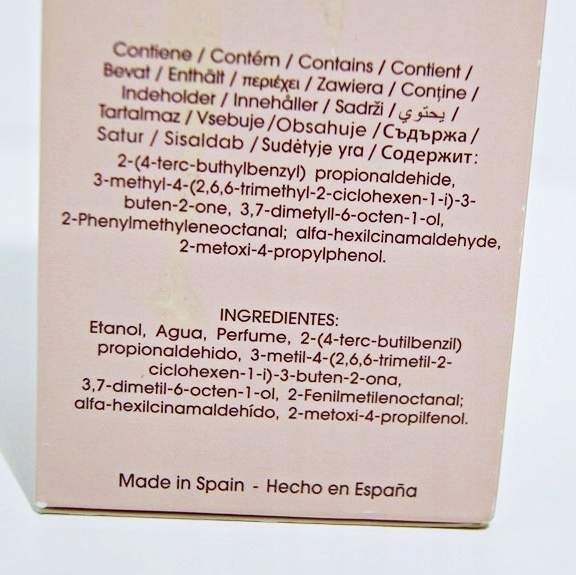 Contiene / Contém / Contains / Contient /
Bevat / Enthält / περιέχει / Zawiera / Conţine /
Indeholder / Innehåller / Sadrži / يحتوي /
Tartalmaz / Vsebuje /Obsahuje /Съдържа /
Satur / Sisaldab / Sudėtyje yra / Содержит:
2-(4-terc-buthylbenzyl) propionaldehide,
3-methyl-4-(2,6,6-trimethyl-2-ciclohexen-1-i)-3-
buten-2-one, 3,7-dimetyll-6-octen-1-ol,
2-Phenylmethyleneoctanal; alfa-hexilcinamaldehyde,
2-metoxi-4-propylphenol.
INGREDIENTES:
Etanol, Agua, Perfume, 2-(4-terc-butilbenzil)
propionaldehido, 3-metil-4-(2,6,6-trimetil-2-
ciclohexen-1-i)-3-buten-2-ona,
3,7-dimetil-6-octen-1-ol, 2-Fenilmetilenoctanal;
alfa-hexilcinamaldehído, 2-metoxi-4-propilfenol.
Made in Spain - Hecho en España